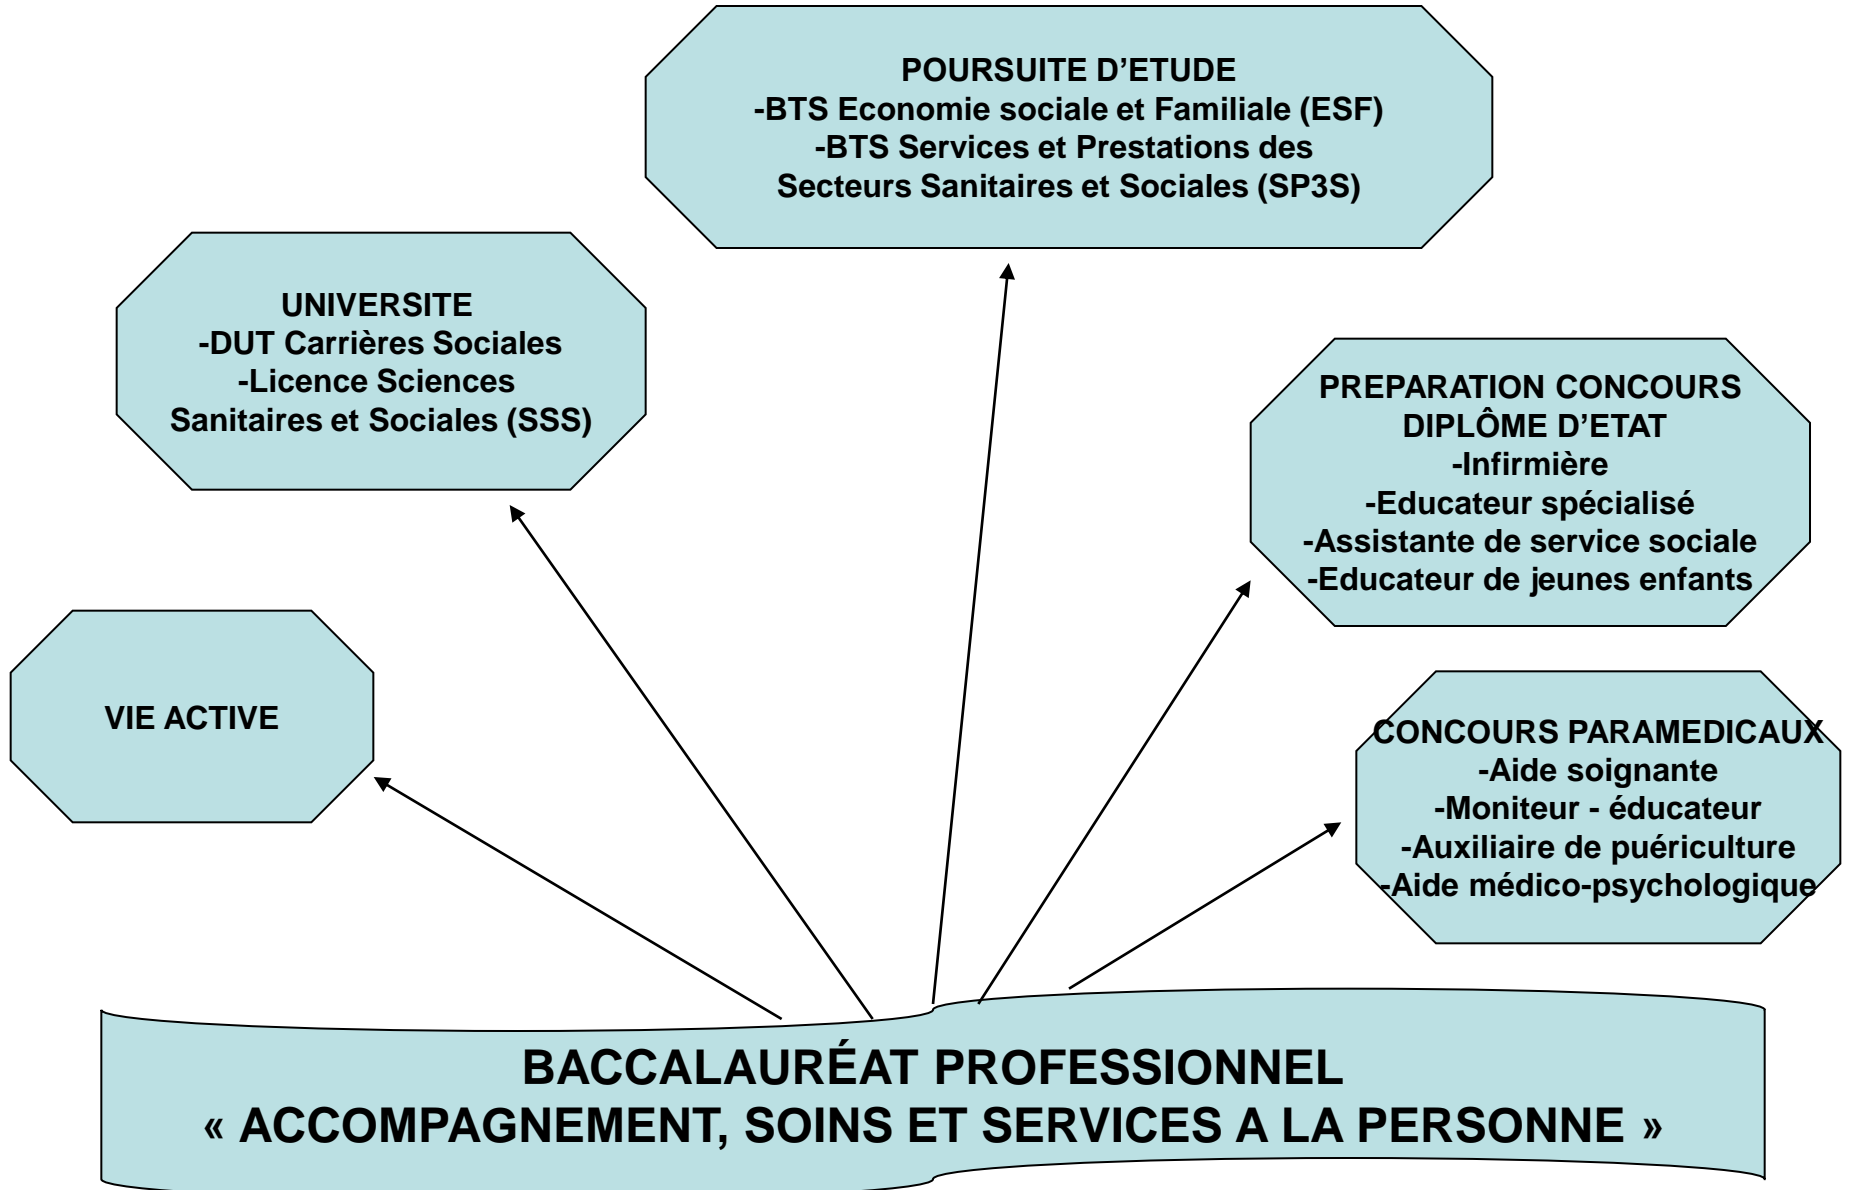 POURSUITE D’ETUDE
-BTS Economie sociale et Familiale (ESF)
-BTS Services et Prestations des
Secteurs Sanitaires et Sociales (SP3S)
UNIVERSITE
-DUT Carrières Sociales
-Licence Sciences
Sanitaires et Sociales (SSS)
PREPARATION CONCOURS
DIPLÔME D’ETAT
-Infirmière
-Educateur spécialisé
-Assistante de service sociale
-Educateur de jeunes enfants
VIE ACTIVE
CONCOURS PARAMEDICAUX
-Aide soignante
-Moniteur - éducateur
-Auxiliaire de puériculture
-Aide médico-psychologique
BACCALAURÉAT PROFESSIONNEL
« ACCOMPAGNEMENT, SOINS ET SERVICES A LA PERSONNE »